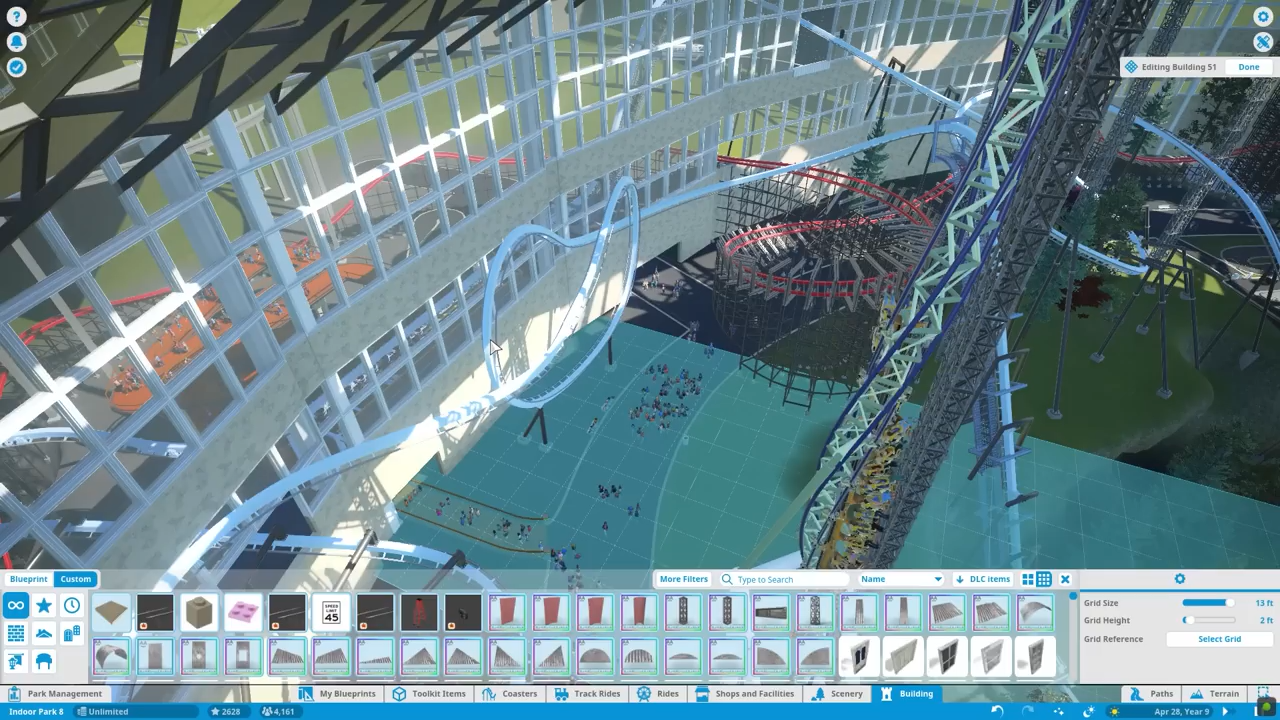 Editing Building 51
Done
Blueprint
Custom
More Filters
Type to Search
Name
DLC items
SPEED LIMIT 45
Grid Size
13 ft
Grid Height
2 ft
Grid Reference
Select Grid
Park Management
My Blueprints
Toolkit Items
Coasters
Track Rides
Rides
Shops and Facilities
Scenery
Building
Paths
Terrain
Indoor Park 8
Unlimited
2628
4,161
Apr 28, Year 9